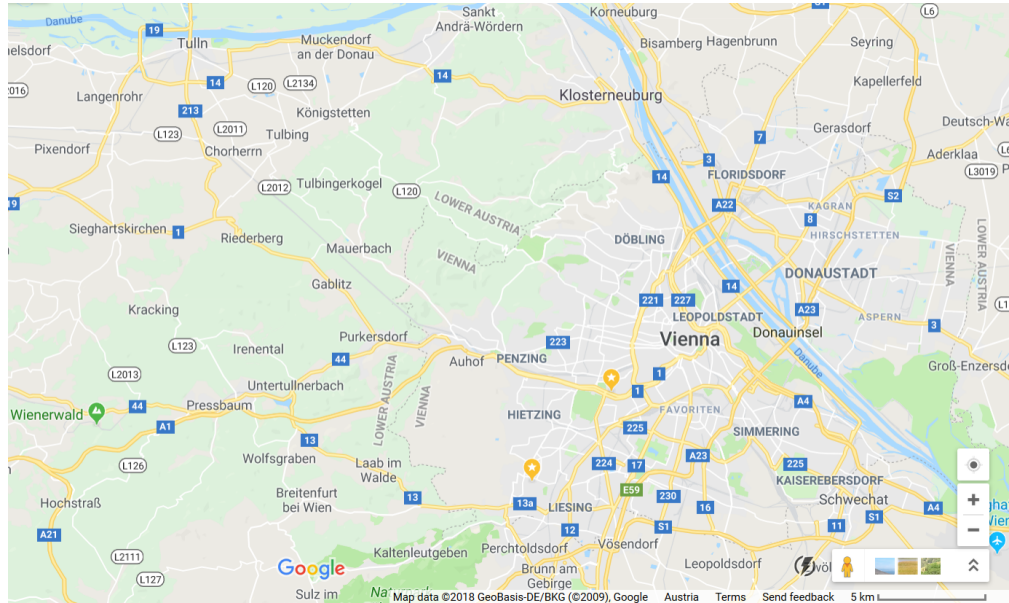 Danube
19
Tulln
Sankt
Andrä-Wördern
Korneuburg
L6
Muckendorf
an der Donau
Bisamberg
Hagenbrunn
Seyring
14
L120
L2134
14
Kapellerfeld
Langenrohr
213
Königstetten
Klosterneuburg
L123
L2011
Tulbing
7
Gerasdorf
Deutsch-Wa
Pixendorf
Chorherrn
3
Aderklaa
L3019
L2012
Tulbingerkogel
L120
14
FLORIDSDORF
S2
19
LOWER AUSTRIA
A22
KAGRAN
8
Sieghartskirchen
1
Riederberg
Mauerbach
VIENNA
DÖBLING
HIRSCHSTETTEN
VIENNA
LOWER AUSTRIA
Gablitz
14
DONAUSTADT
Kracking
221
227
LEOPOLDSTADT
A23
ASPERN
3
Purkersdorf
223
Vienna
Donauinsel
L123
Irenental
44
Auhof
PENZING
Danube
Groß-Enzersdo
L2013
Untertullnerbach
LOWER AUSTRIA
VIENNA
1
1
Wienerwald
44
Pressbaum
HIETZING
FAVORITEN
A4
A1
13
225
SIMMERING
L126
Wolfsgraben
Laab im
Walde
224
17
A23
225
KAISEREBERSDORF
Hochstraß
Breitenfurt
bei Wien
13
13a
LIESING
E59
230
16
Schwechat
A4
A21
12
S1
11
S1
L2111
Kaltenleutgeben
Perchtoldsdorf
Vösendorf
L127
Google
Brunn am
Gebirge
Leopoldsdorf
Sulz im
Map data ©2018 GeoBasis-DE/BKG (©2009), Google
Austria
Terms
Send feedback
5 km